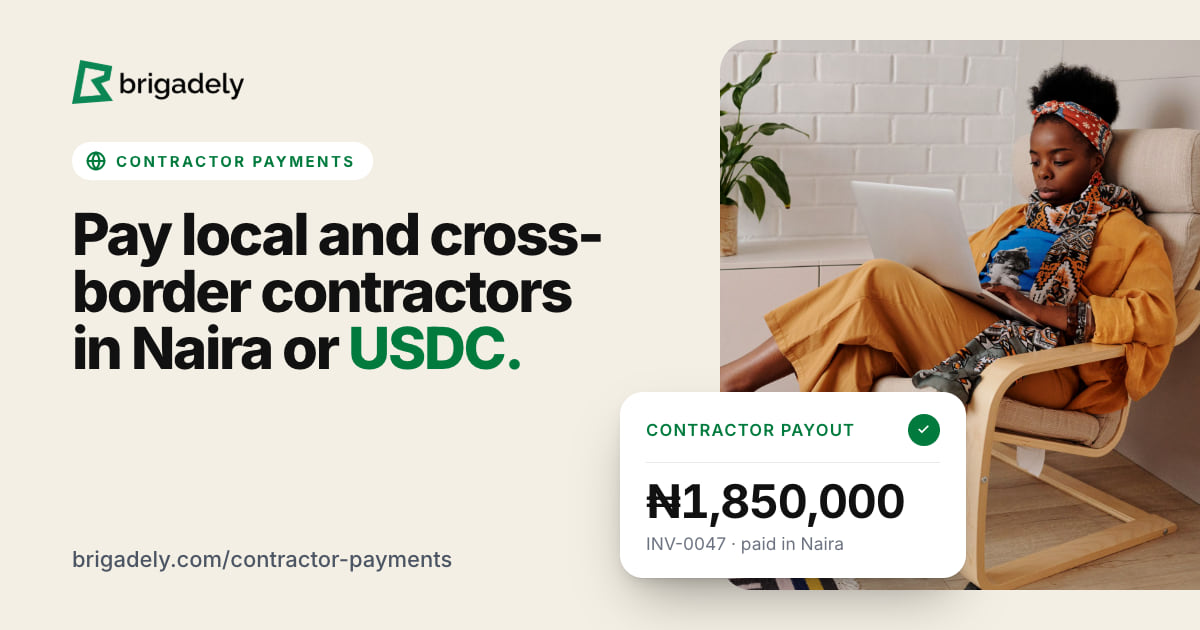 brigadely
CONTRACTOR PAYMENTS
Pay local and cross-
border contractors
in Naira or USDC.
CONTRACTOR PAYOUT
₦1,850,000
INV-0047 · paid in Naira
brigadely.com/contractor-payments